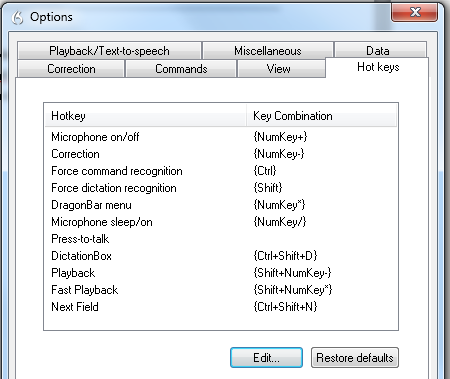 Options
Playback/Text-to-speech Miscellaneous Data
Correction Commands View Hot keys
Hotkey Key Combination
Microphone on/off {NumKey+}
Correction {NumKey-}
Force command recognition {Ctrl}
Force dictation recognition {Shift}
DragonBar menu {NumKey*}
Microphone sleep/on {NumKey/}
Press-to-talk
DictationBox {Ctrl+Shift+D}
Playback {Shift+NumKey-}
Fast Playback {Shift+NumKey*}
Next Field {Ctrl+Shift+N}
Edit... Restore defaults